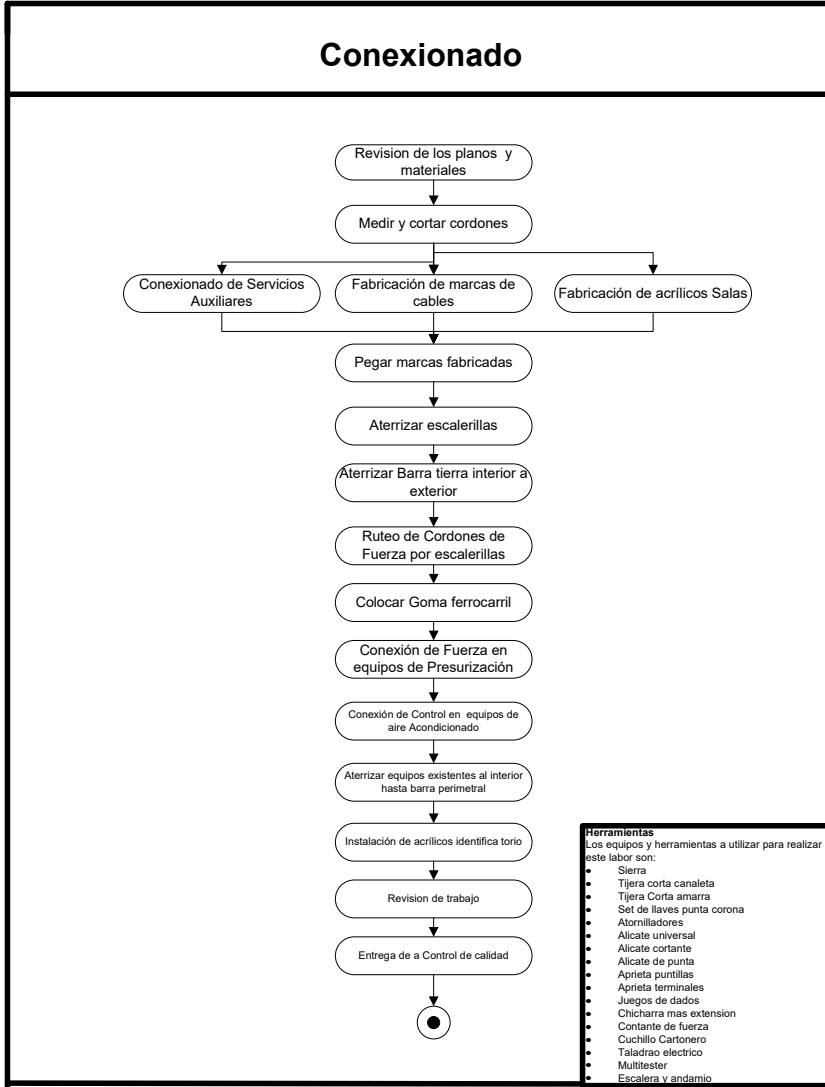 Conexionado
Revision de los planos y
materiales
Medir y cortar cordones
Conexionado de Servicios
Auxiliares
Fabricación de marcas de
cables
Fabricación de acrílicos Salas
Pegar marcas fabricadas
Aterrizar escalerillas
Aterrizar Barra tierra interior a
exterior
Ruteo de Cordones de
Fuerza por escalerillas
Colocar Goma ferrocarril
Conexión de Fuerza en
equipos de Presurización
Conexión de Control en equipos de
aire Acondicionado
Aterrizar equipos existentes al interior
hasta barra perimetral
Instalación de acrílicos identifica torio
Revision de trabajo
Entrega de a Control de calidad
Herramientas
Los equipos y herramientas a utilizar para realizar
este labor son:
• Sierra
• Tijera corta canaleta
• Tijera Corta amarra
• Set de llaves punta corona
• Atornilladores
• Alicate universal
• Alicate cortante
• Alicate de punta
• Aprieta puntillas
• Aprieta terminales
• Juegos de dados
• Chicharra mas extension
• Contante de fuerza
• Cuchillo Cartonero
• Taladrao electrico
• Multitester
• Escalera y andamio